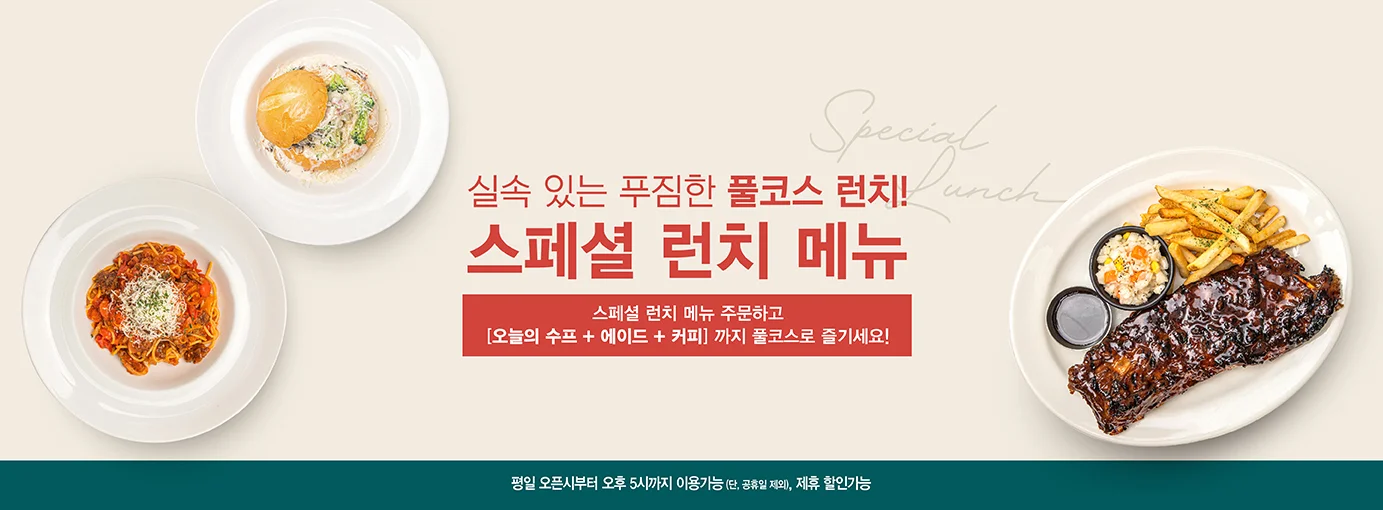 Special
Lunch
실속 있는 푸짐한 풀코스 런치!
스페셜 런치 메뉴
스페셜 런치 메뉴 주문하고
[오늘의 수프 + 에이드 + 커피] 까지 풀코스로 즐기세요!
평일 오픈시부터 오후 5시까지 이용가능 (단, 공휴일 제외), 제휴 할인가능